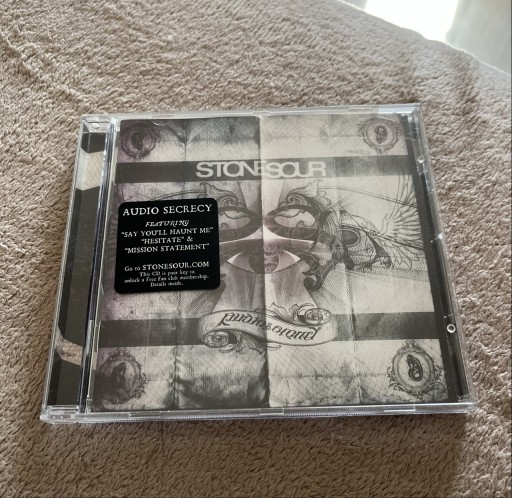 STONESOUR
AUDIO SECRECY
FEATURING
"SAY YOU'LL HAUNT ME"
"HESITATE" &
"MISSION STATEMENT"
Go to STONESOUR.COM
This CD is your key to
unlock a free fan club membership.
Details inside.